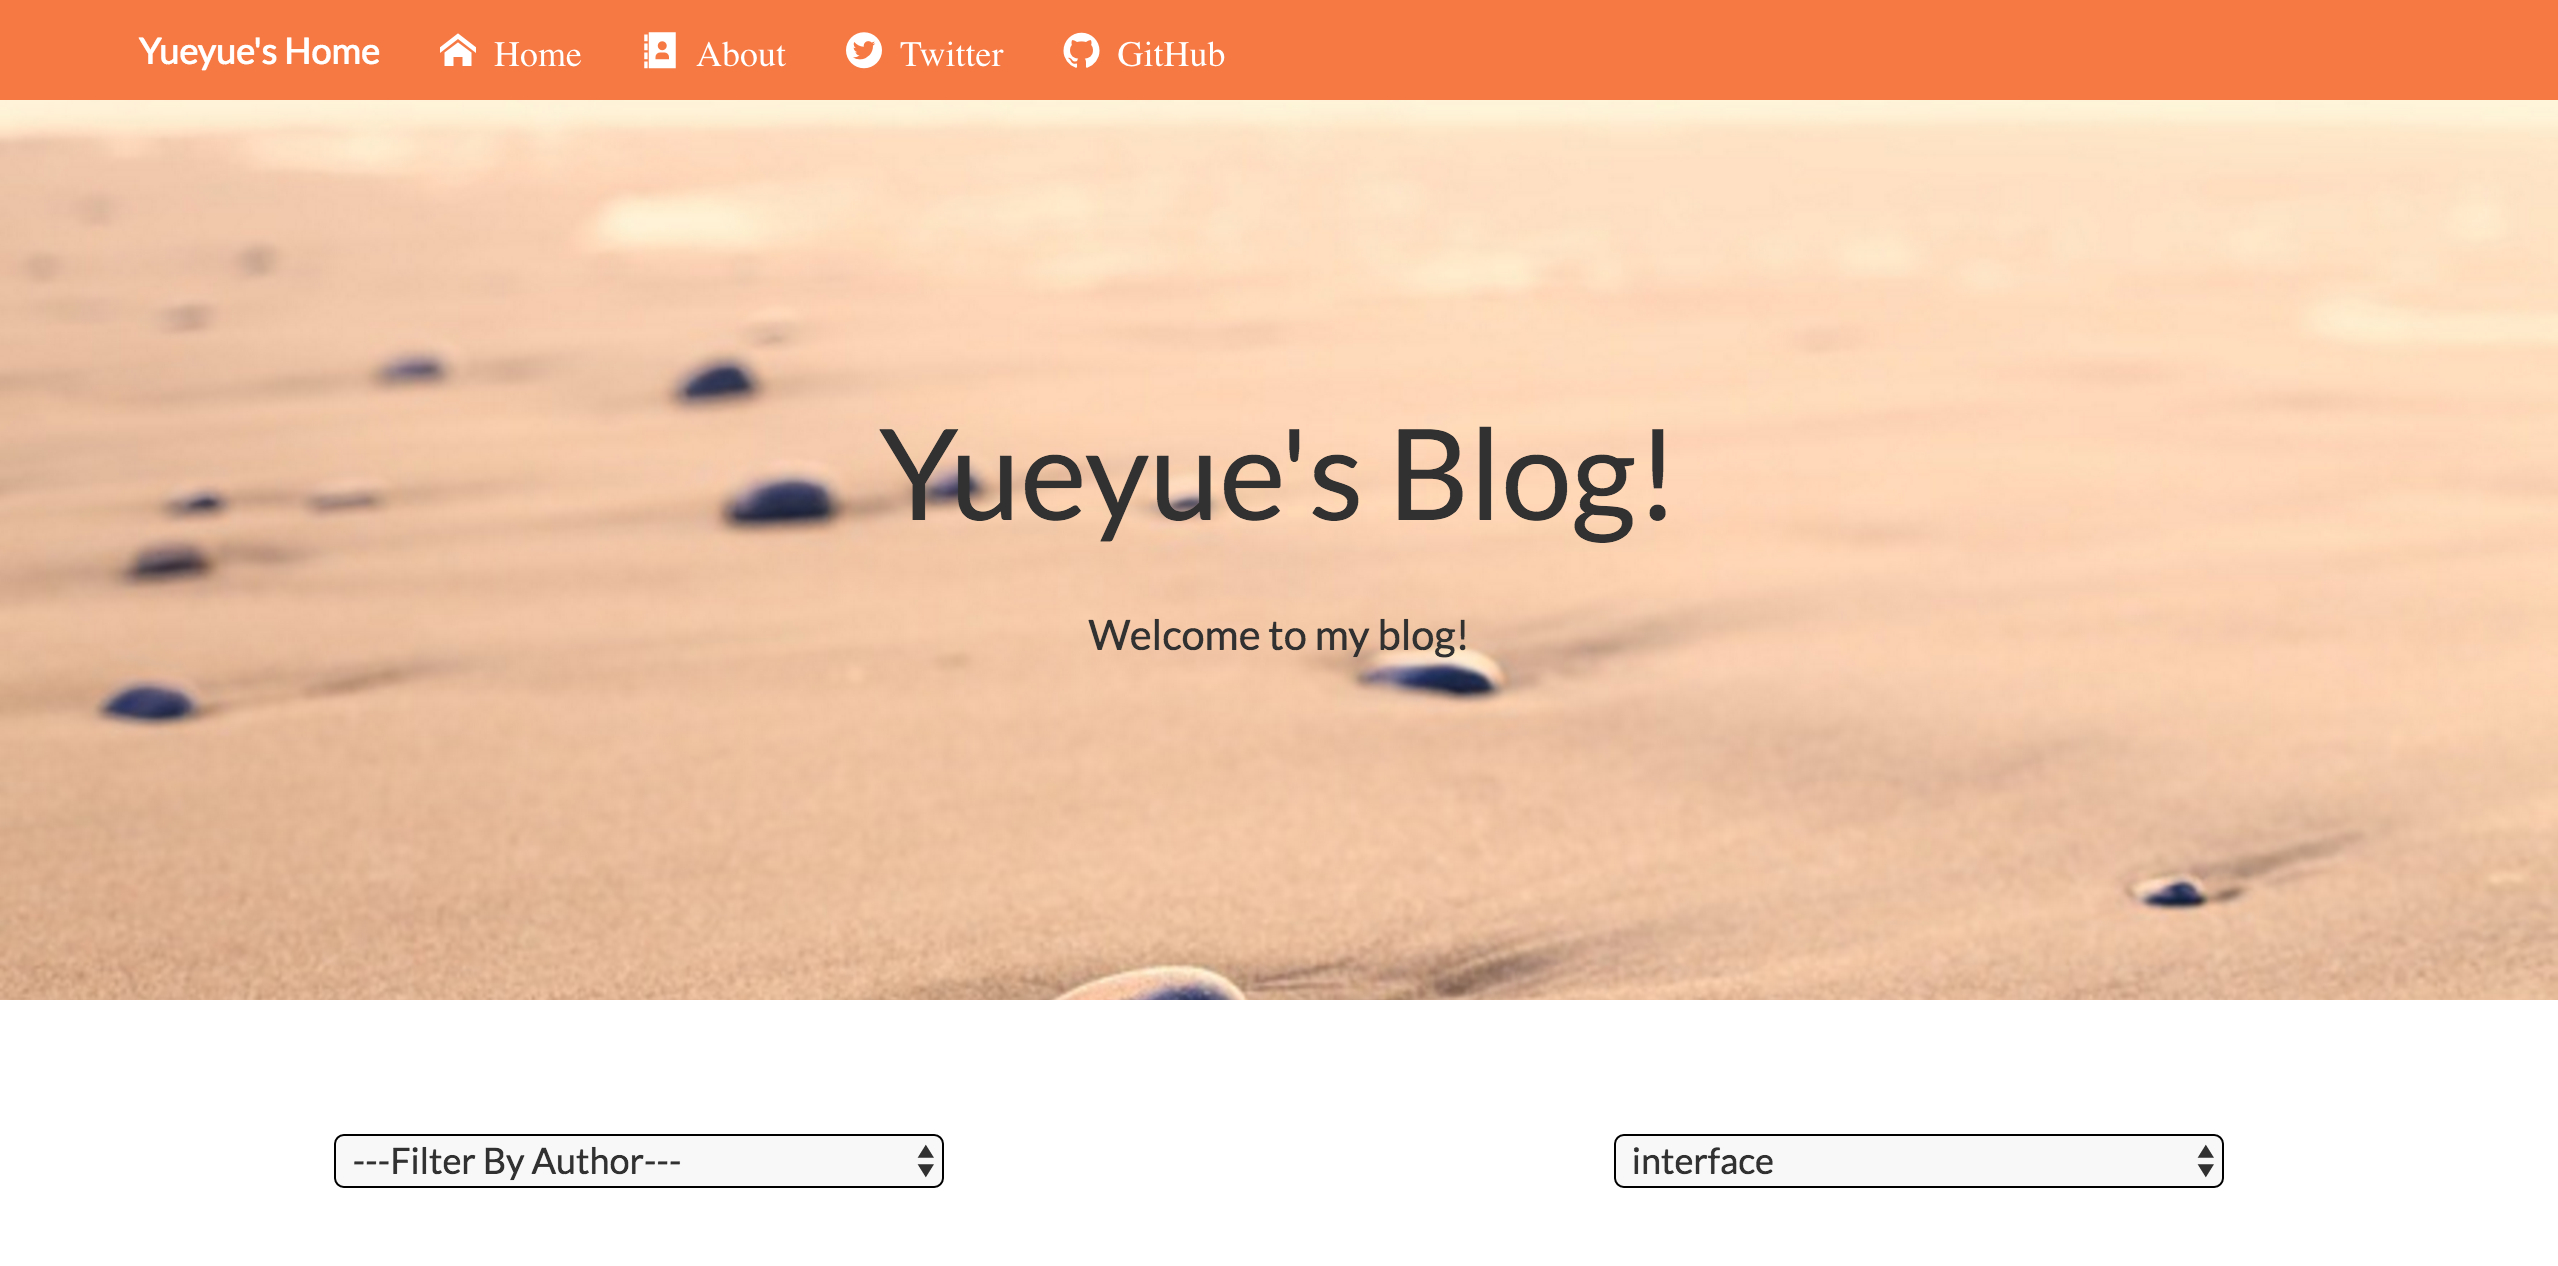 Yueyue's Home Home About Twitter GitHub
Yueyue's Blog!
Welcome to my blog!
---Filter By Author--- interface